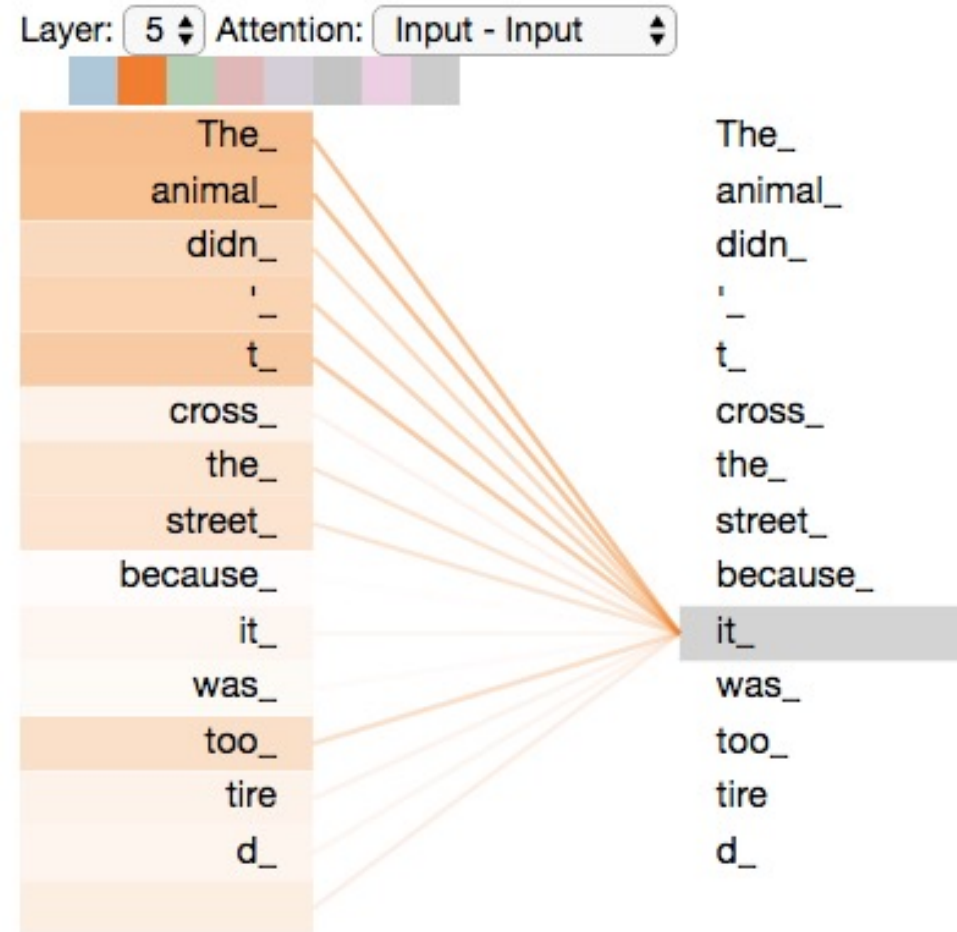 Layer: 5 Attention: Input - Input
The_ The_
animal_ animal_
didn_ didn_
'_ '_
t_ t_
cross_ cross_
the_ the_
street_ street_
because_ because_
it_ it_
was_ was_
too_ too_
tire tire
d_ d_